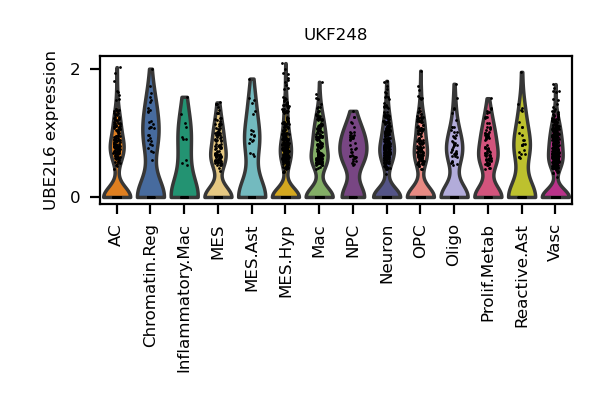 UKF248
UBE2L6 expression
2
0
AC
Chromatin.Reg
Inflammatory.Mac
MES
MES.Ast
MES.Hyp
Mac
NPC
Neuron
OPC
Oligo
Prolif.Metab
Reactive.Ast
Vasc